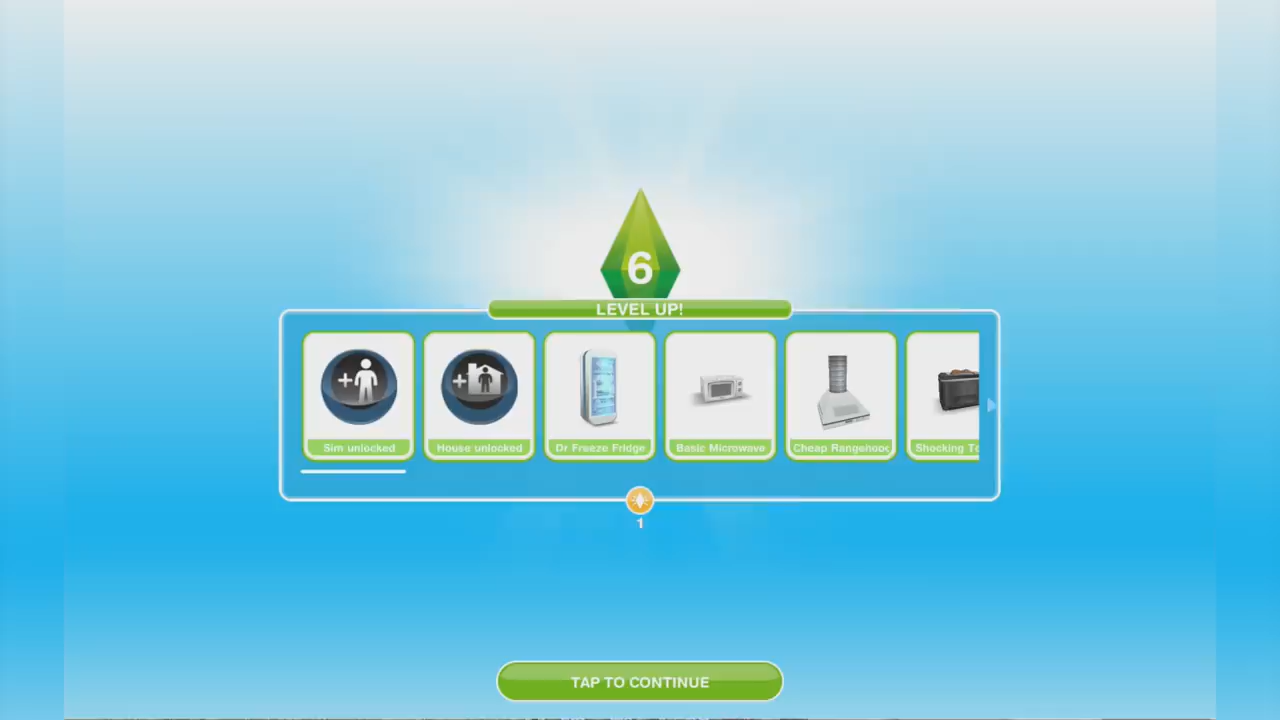 6
LEVEL UP!
Sim unlocked
House unlocked
Dr Freeze Fridge
Basic Microwave
Cheap Rangehood
Shocking
1
TAP TO CONTINUE